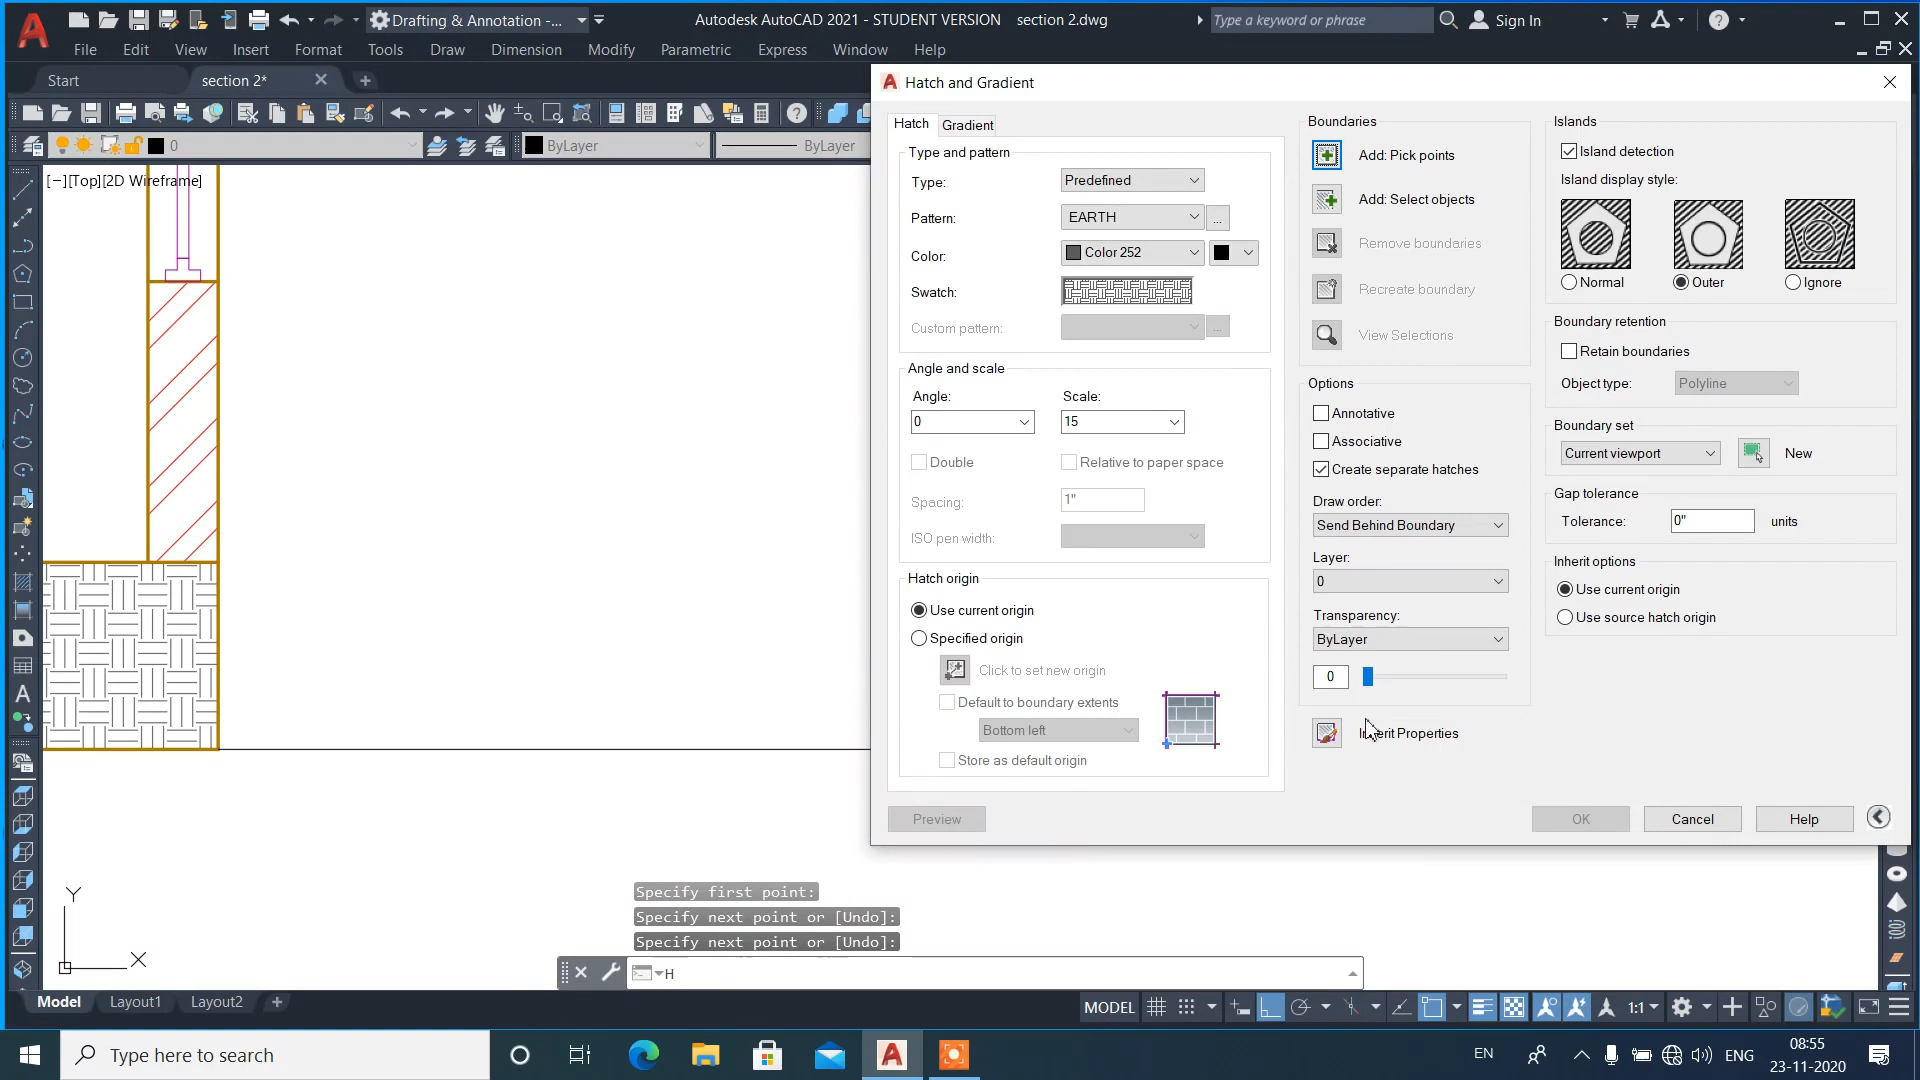 Drafting & Annotation -...
Autodesk AutoCAD 2021 - STUDENT VERSION section 2.dwg
Type a keyword or phrase
Sign In
File Edit View Insert Format Tools Draw Dimension Modify Parametric Express Window Help
Start
section 2*
Hatch and Gradient
0
ByLayer
ByLayer
[−][Top][2D Wireframe]
Hatch
Gradient
Type and pattern
Type:
Predefined
Pattern:
EARTH
...
Color:
Color 252
Swatch:
Custom pattern:
...
Angle and scale
Angle:
Scale:
0
15
Double
Relative to paper space
Spacing:
1"
ISO pen width:
Hatch origin
Use current origin
Specified origin
Click to set new origin
Default to boundary extents
Bottom left
Store as default origin
Preview
Boundaries
Add: Pick points
Add: Select objects
Remove boundaries
Recreate boundary
View Selections
Options
Annotative
Associative
Create separate hatches
Draw order:
Send Behind Boundary
Layer:
0
Transparency:
ByLayer
0
Inherit Properties
Islands
Island detection
Island display style:
Normal
Outer
Ignore
Boundary retention
Retain boundaries
Object type:
Polyline
Boundary set
Current viewport
New
Gap tolerance
Tolerance:
0"
units
Inherit options
Use current origin
Use source hatch origin
OK
Cancel
Help
Y
X
Specify first point:
Specify next point or [Undo]:
Specify next point or [Undo]:
H
Model
Layout1
Layout2
MODEL
1:1
Type here to search
EN
ENG
08:55
23-11-2020